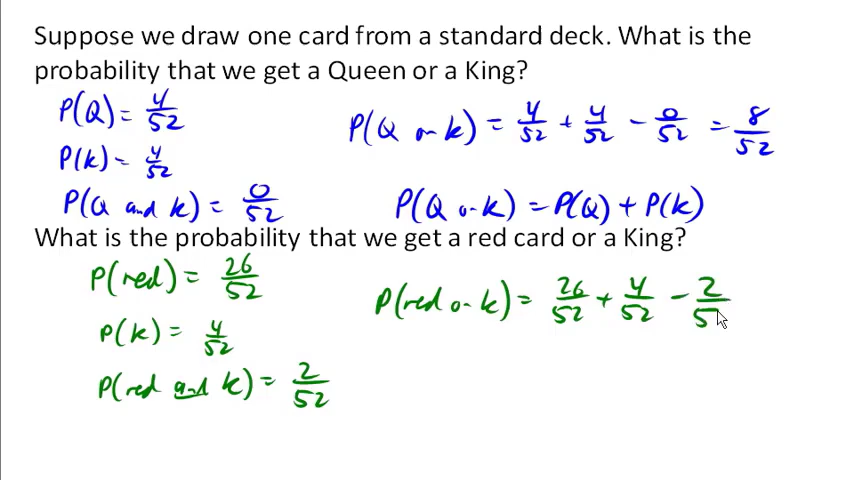 Suppose we draw one card from a standard deck. What is the
probability that we get a Queen or a King?
P(Q) = 4/52
P(Q or K) = 4/52 + 4/52 - 0/52 = 8/52
P(K) = 4/52
P(Q and K) = 0/52
P(Q or K) = P(Q) + P(K)
What is the probability that we get a red card or a King?
P(red) = 26/52
P(red or K) = 26/52 + 4/52 - 2/5
P(K) = 4/52
P(red and K) = 2/52